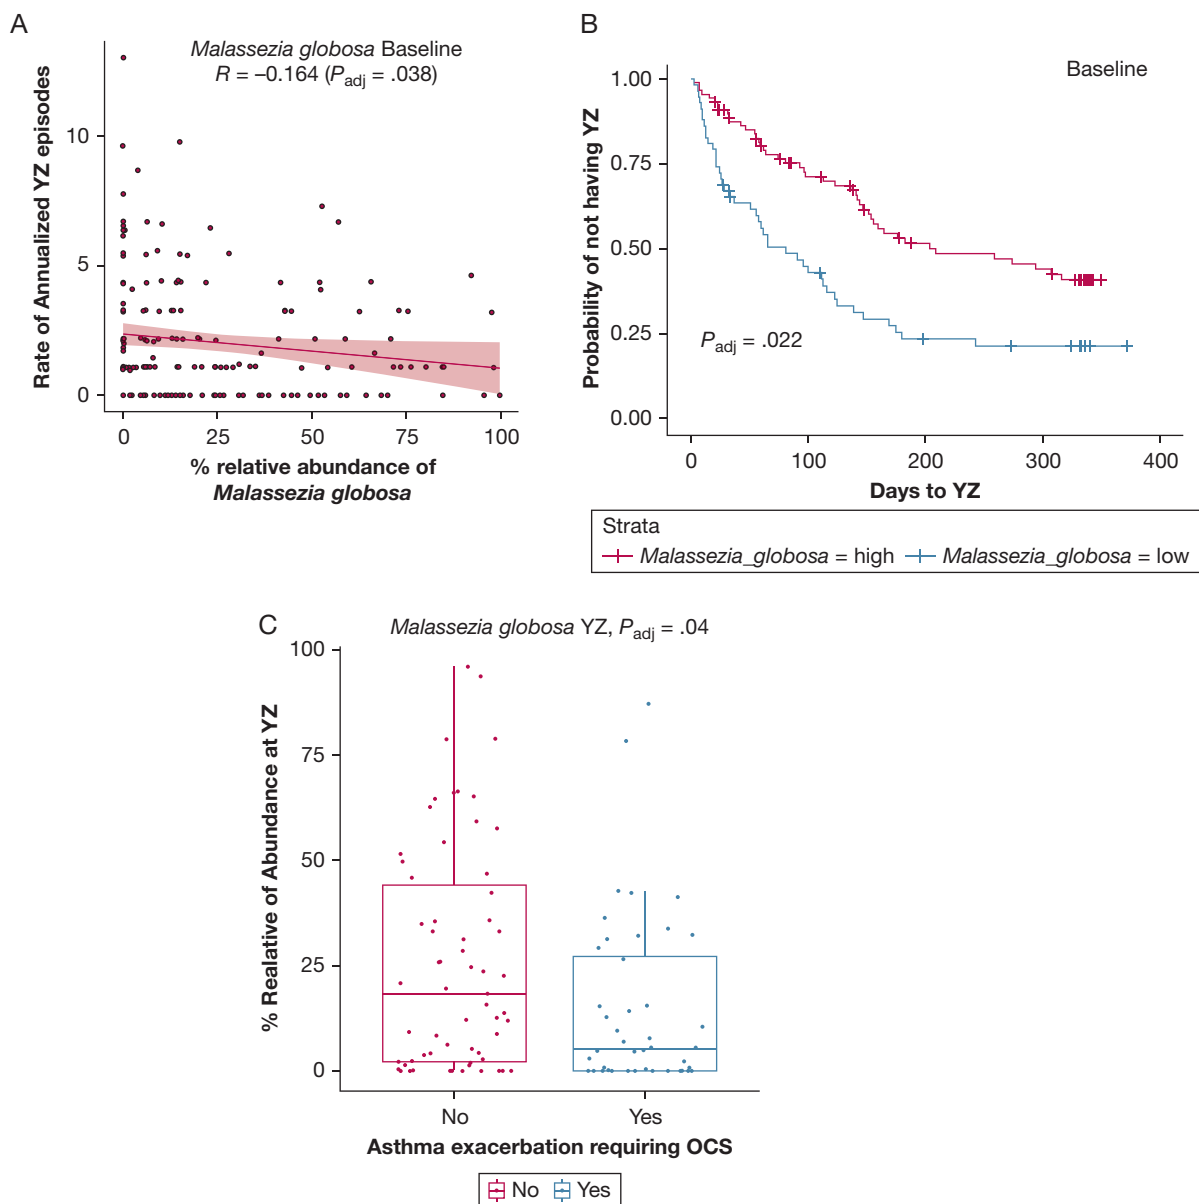 A
Malassezia globosa Baseline
R = –0.164 (Padj = .038)
10
5
0
Rate of Annualized YZ episodes
0 25 50 75 100
% relative abundance of
Malassezia globosa
B
Baseline
1.00
0.75
0.50
0.25
0.00
Probability of not having YZ
Padj = .022
0 100 200 300 400
Days to YZ
Strata
Malassezia_globosa = high Malassezia_globosa = low
C
Malassezia globosa YZ, Padj = .04
100
75
50
25
0
% Realative of Abundance at YZ
No Yes
Asthma exacerbation requiring OCS
No Yes